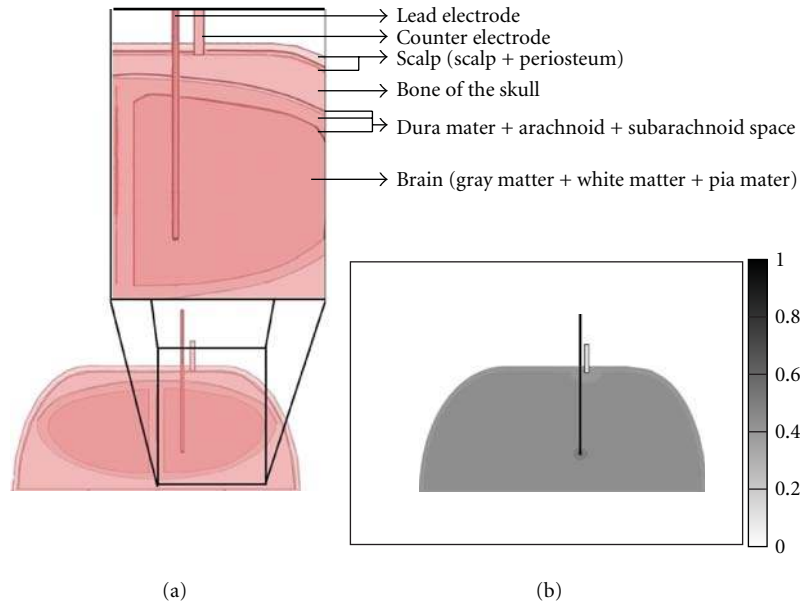 Lead electrode
Counter electrode
Scalp (scalp + periosteum)
Bone of the skull
Dura mater + arachnoid + subarachnoid space
Brain (gray matter + white matter + pia mater)
1
0.8
0.6
0.4
0.2
0
(a)
(b)